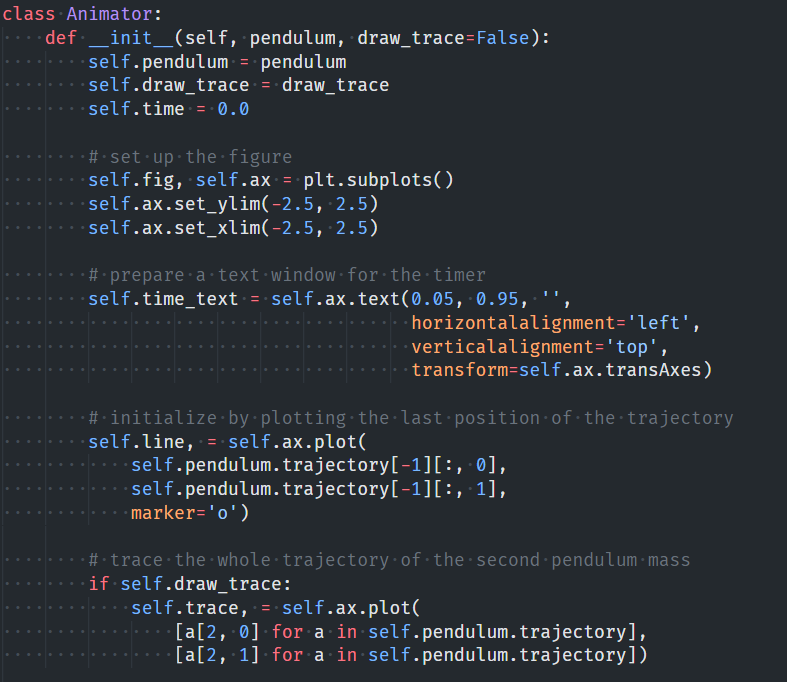 class Animator:
    def __init__(self, pendulum, draw_trace=False):
        self.pendulum = pendulum
        self.draw_trace = draw_trace
        self.time = 0.0

        # set up the figure
        self.fig, self.ax = plt.subplots()
        self.ax.set_ylim(-2.5, 2.5)
        self.ax.set_xlim(-2.5, 2.5)

        # prepare a text window for the timer
        self.time_text = self.ax.text(0.05, 0.95, '',
                                      horizontalalignment='left',
                                      verticalalignment='top',
                                      transform=self.ax.transAxes)

        # initialize by plotting the last position of the trajectory
        self.line, = self.ax.plot(
            self.pendulum.trajectory[-1][:, 0],
            self.pendulum.trajectory[-1][:, 1],
            marker='o')

        # trace the whole trajectory of the second pendulum mass
        if self.draw_trace:
            self.trace, = self.ax.plot(
                [a[2, 0] for a in self.pendulum.trajectory],
                [a[2, 1] for a in self.pendulum.trajectory])